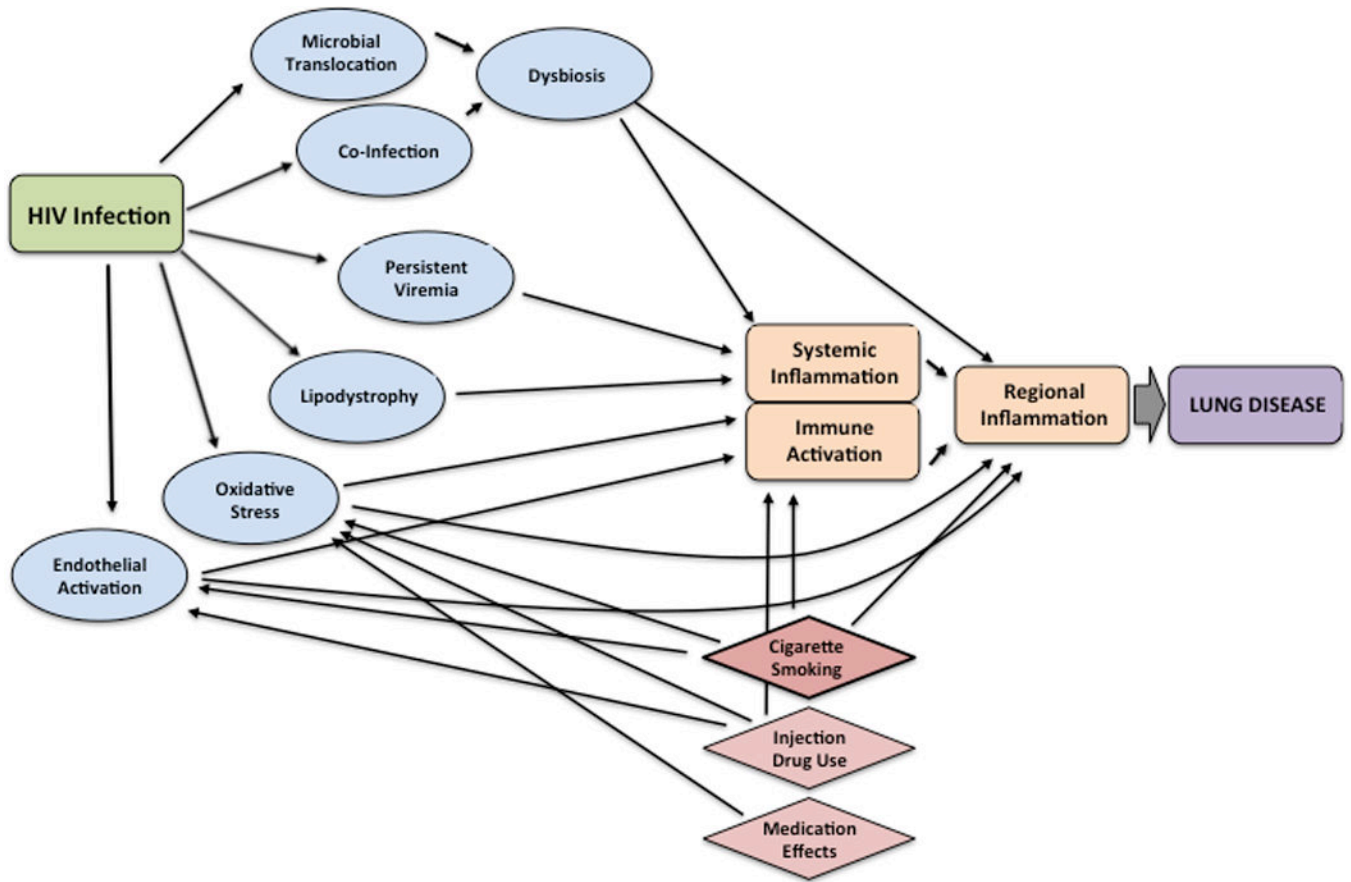 Microbial
Translocation
Dysbiosis
Co-Infection
HIV Infection
Persistent
Viremia
Lipodystrophy
Oxidative
Stress
Endothelial
Activation
Systemic
Inflammation
Immune
Activation
Regional
Inflammation
LUNG DISEASE
Cigarette
Smoking
Injection
Drug Use
Medication
Effects